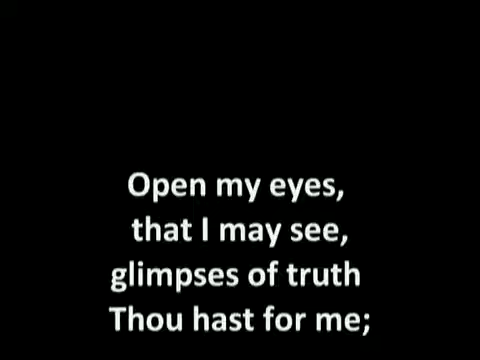 Open my eyes,
that I may see,
glimpses of truth
Thou hast for me;